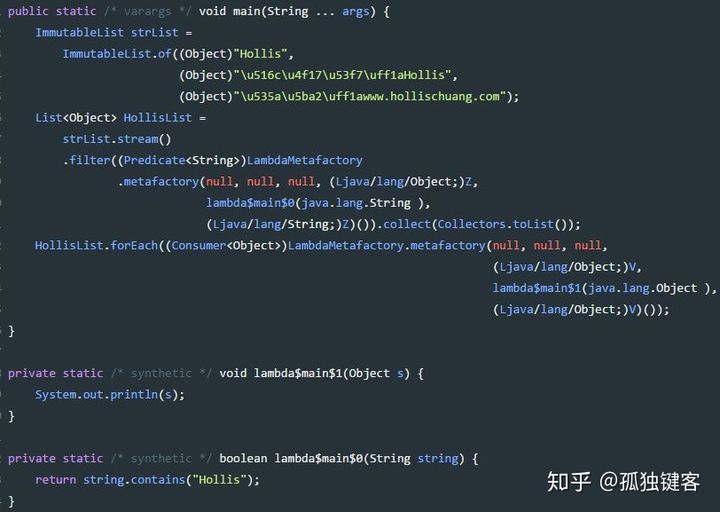 public static /* varargs */ void main(String ... args) {
    ImmutableList strList =
        ImmutableList.of((Object)"Hollis",
                         (Object)"\u516c\u4f17\u53f7\uff1aHollis",
                         (Object)"\u535a\u5ba2\uff1awww.hollischuang.com");
    List<Object> HollisList =
        strList.stream()
        .filter((Predicate<String>)LambdaMetafactory
                .metafactory(null, null, null, (Ljava/lang/Object;)Z,
                             lambda$main$0(java.lang.String ),
                             (Ljava/lang/String;)Z)()).collect(Collectors.toList());
    HollisList.forEach((Consumer<Object>)LambdaMetafactory.metafactory(null, null, null,
                                                                       (Ljava/lang/Object;)V,
                                                                       lambda$main$1(java.lang.Object ),
                                                                       (Ljava/lang/Object;)V)());
}
private static /* synthetic */ void lambda$main$1(Object s) {
    System.out.println(s);
}
private static /* synthetic */ boolean lambda$main$0(String string) {
    return string.contains("Hollis");
}
知乎 @孤独键客